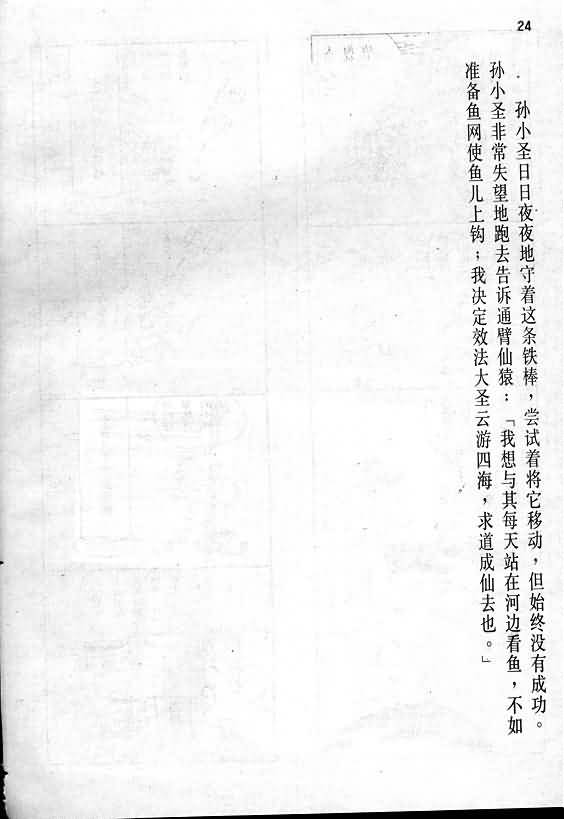 24
孙小圣日日夜夜地守着这条铁棒，尝试着将它移动，但始终没有成功。
孙小圣非常失望地跑去告诉通臂仙猿：「我想与其每天站在河边看鱼，不如
准备鱼网使鱼儿上钩；我决定效法大圣云游四海，求道成仙去也。」